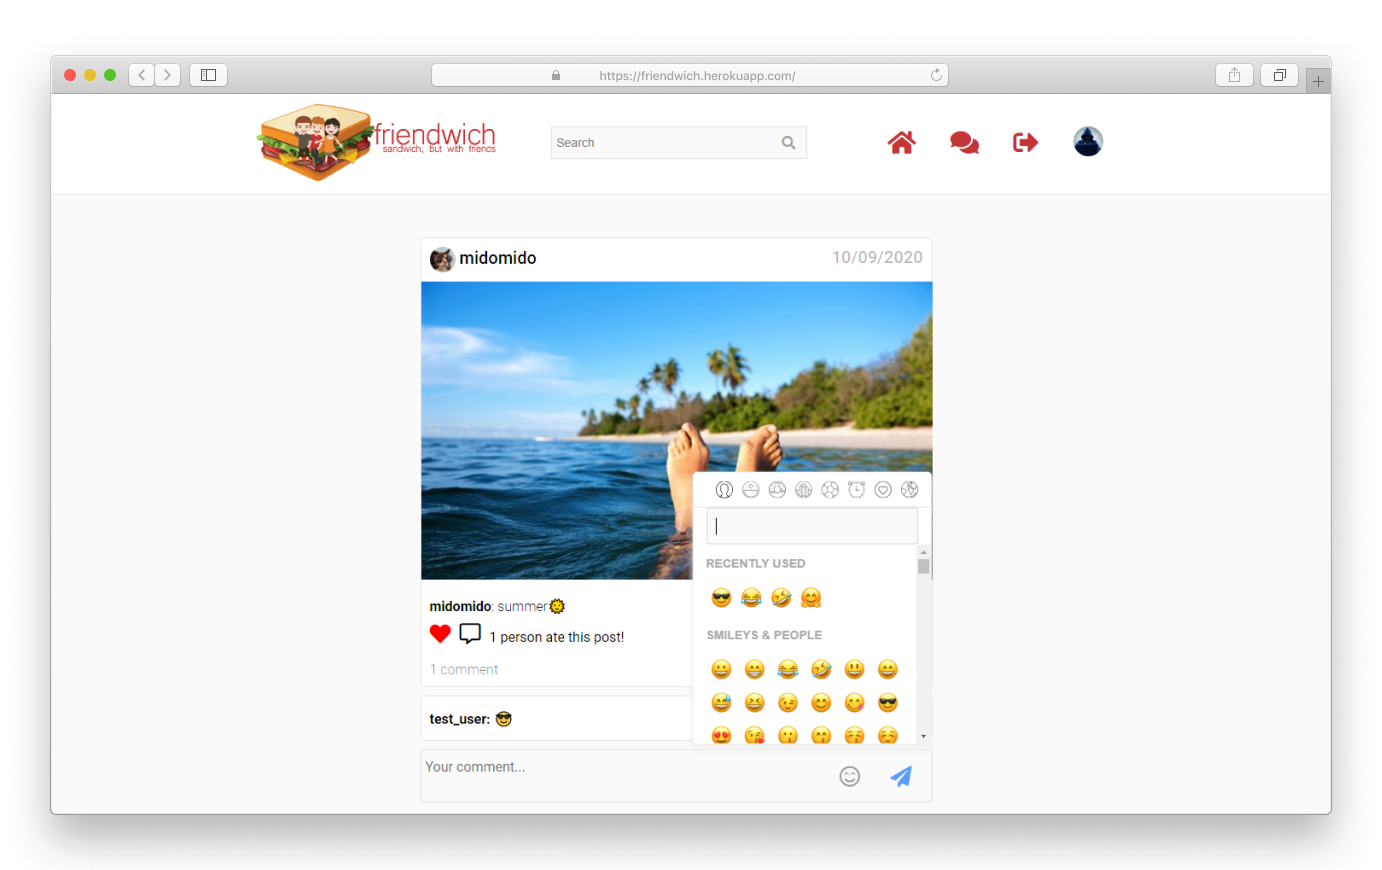 https://friendwich.herokuapp.com/
friendwich
sandwich, but with friends
Search
midomido
10/09/2020
RECENTLY USED
😎 😂 🤣 🤗
midomido: summer🌞
1 person ate this post!
SMILEYS & PEOPLE
1 comment
😀 😁 😂 🤣 😃 😄
😅 😆 😉 😊 😋 😎
test_user: 😎
😍 😘 😗 😙 😚 ☺️
Your comment...